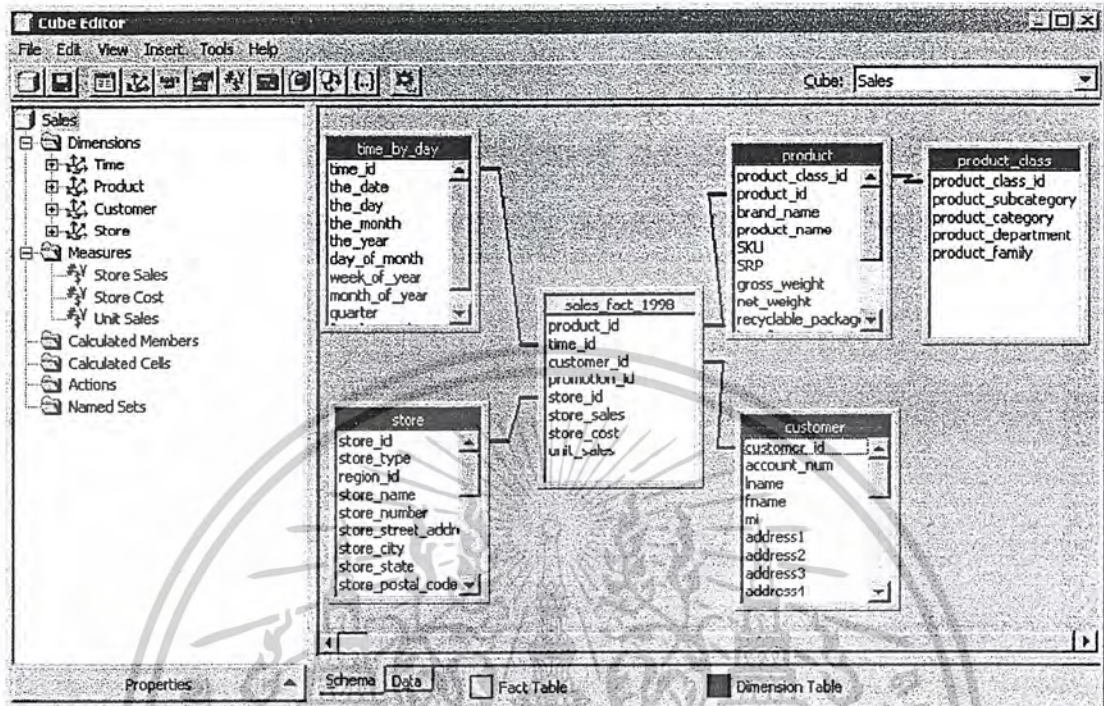 Cube Editor
File Edit View Insert Tools Help
Cube: Sales
Sales
Dimensions
Time
Product
Customer
Store
Measures
Store Sales
Store Cost
Unit Sales
Calculated Members
Calculated Cells
Actions
Named Sets
time_by_day
time_id
the_date
the_day
the_month
the_year
day_of_month
week_of_year
month_of_year
quarter
product
product_class_id
product_id
brand_name
product_name
SKU
SRP
gross_weight
net_weight
recyclable_packag
product_class
product_class_id
product_subcategory
product_category
product_department
product_family
sales_fact_1998
product_id
time_id
customer_id
promotion_id
store_id
store_sales
store_cost
unit_sales
store
store_id
store_type
region_id
store_name
store_number
store_street_addre
store_city
store_state
store_postal_code
customer
customer_id
account_num
lname
fname
mi
address1
address2
address3
address4
Properties
Schema Data
Fact Table
Dimension Table